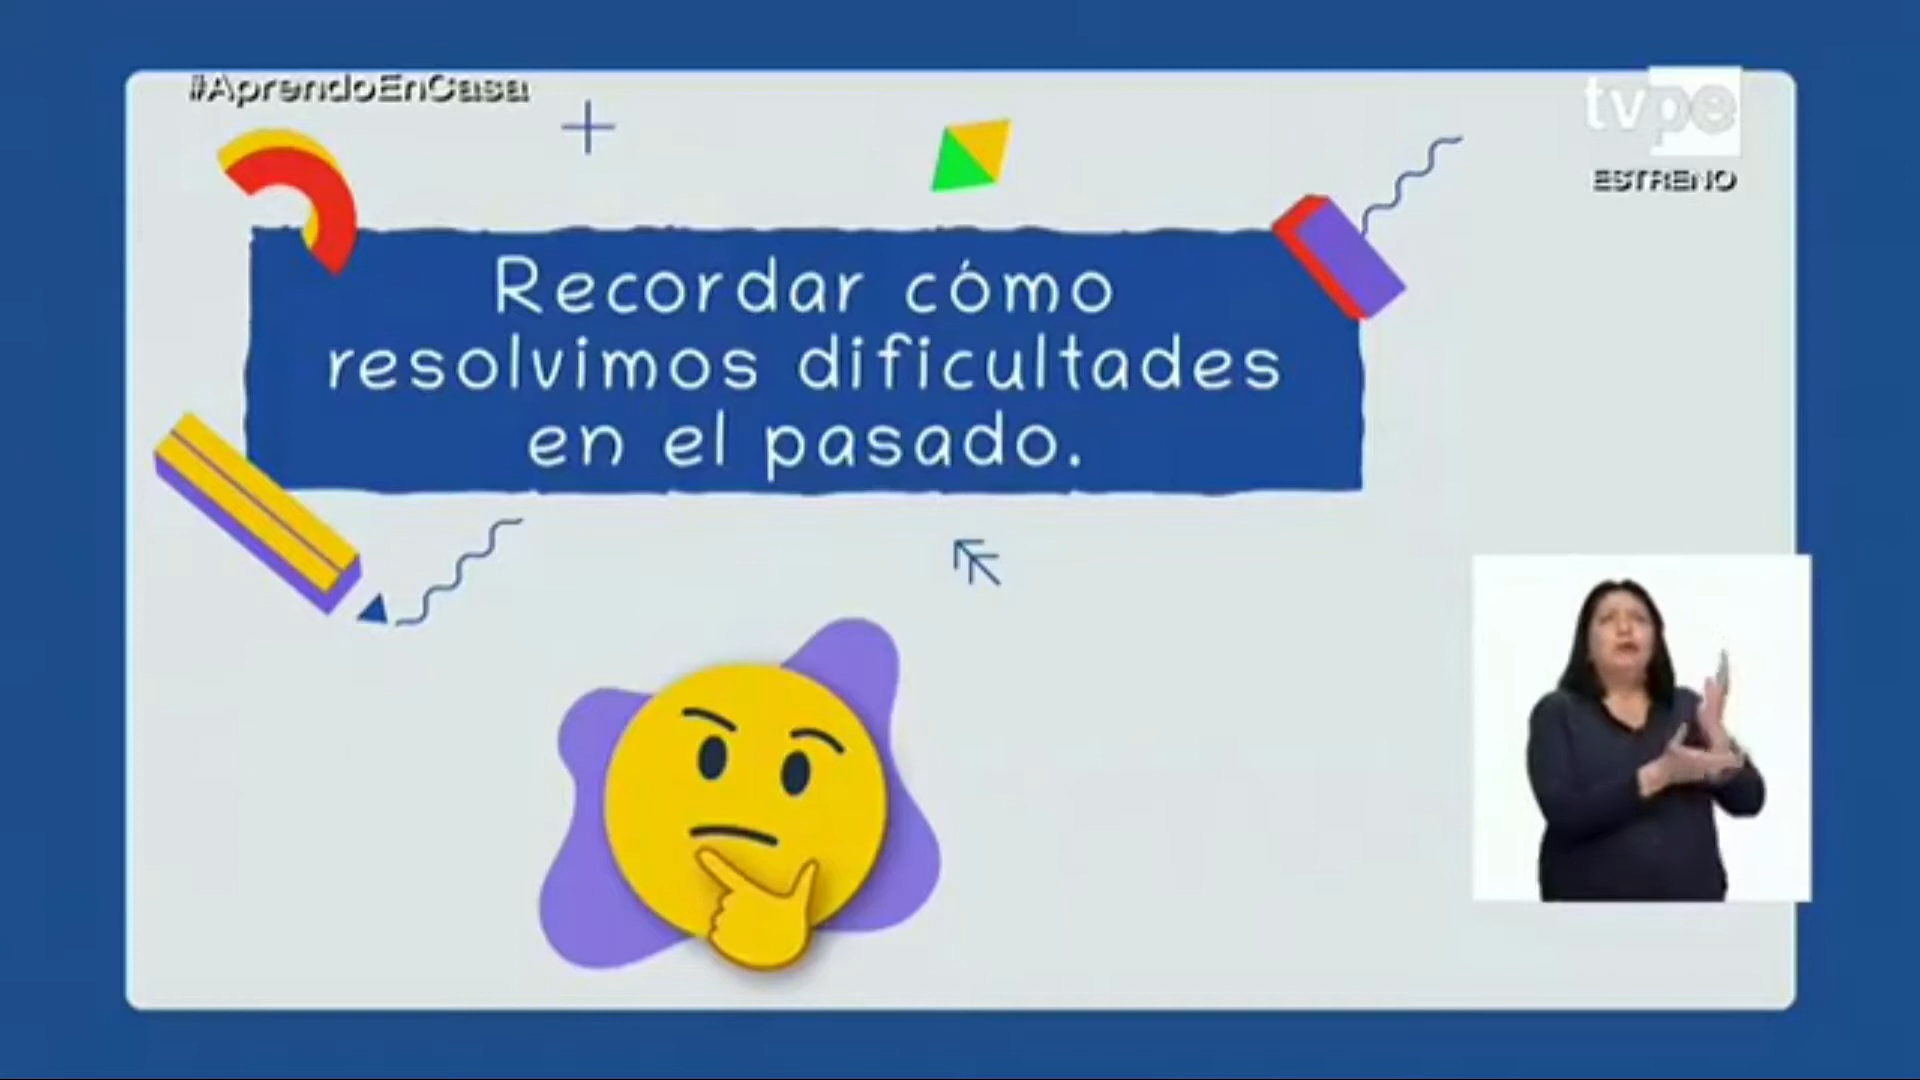 #AprendoEnCasa
tvpe
ESTRENO
Recordar cómo
resolvimos dificultades
en el pasado.